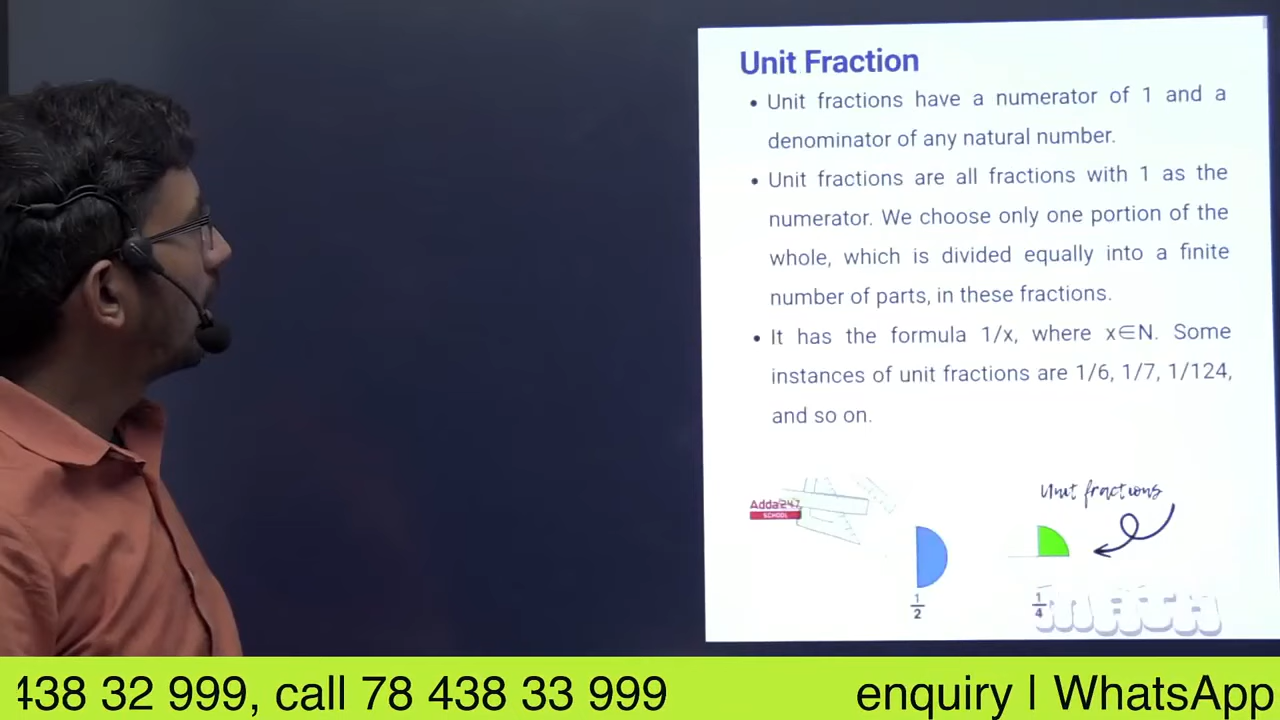 Unit Fraction
• Unit fractions have a numerator of 1 and a
denominator of any natural number.
• Unit fractions are all fractions with 1 as the
numerator. We choose only one portion of the
whole, which is divided equally into a finite
number of parts, in these fractions.
• It has the formula 1/x, where x∈N. Some
instances of unit fractions are 1/6, 1/7, 1/124,
and so on.
Unit fractions
Adda247
SCHOOL
1/2
1/4
MATH
438 32 999, call 78 438 33 999 enquiry | WhatsApp